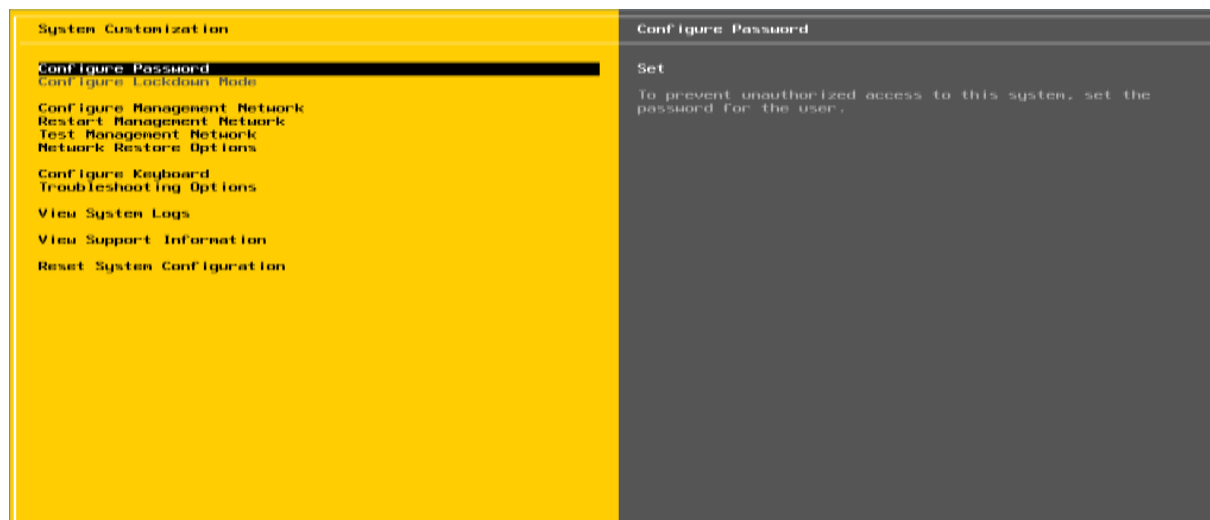 System Customization
Configure Password
Configure Lockdown Mode
Configure Management Network
Restart Management Network
Test Management Network
Network Restore Options
Configure Keyboard
Troubleshooting Options
View System Logs
View Support Information
Reset System Configuration
Configure Password
Set
To prevent unauthorized access to this system, set the
password for the user.